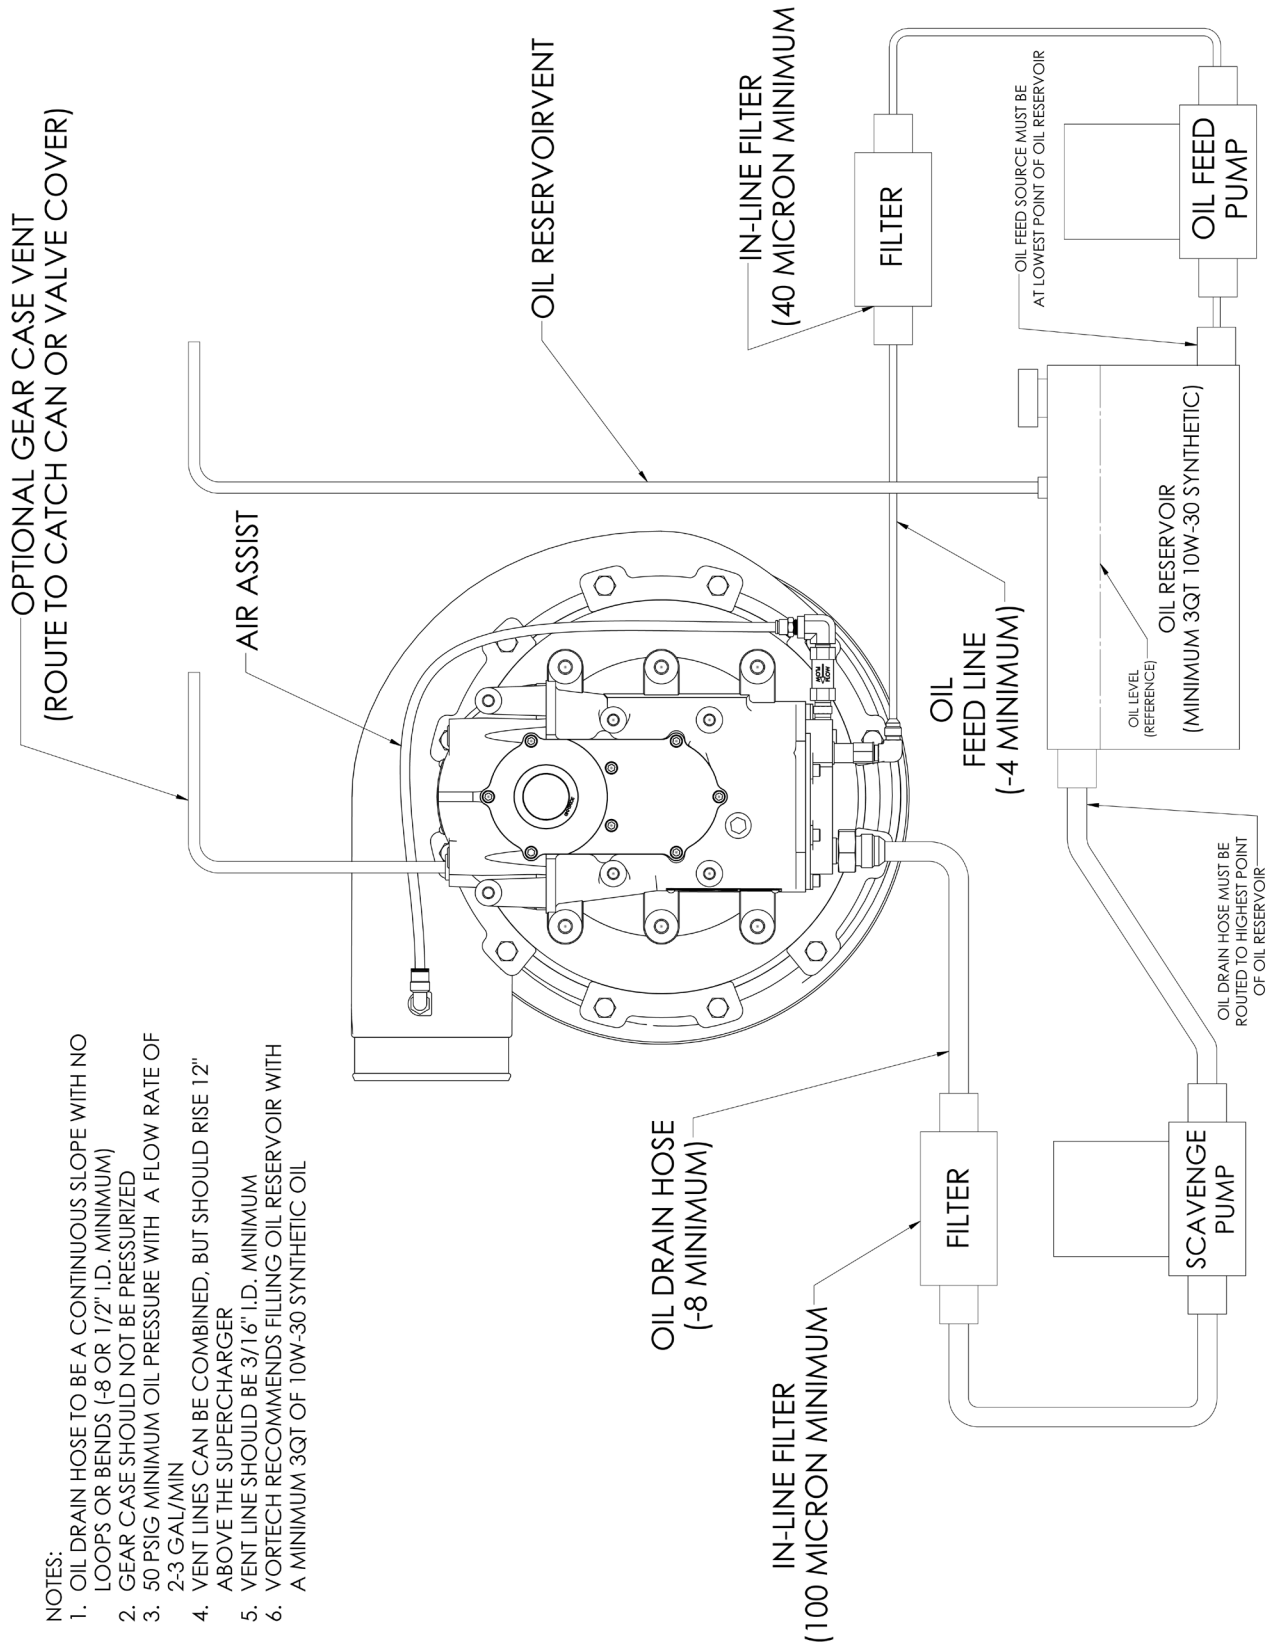 NOTES:
1. OIL DRAIN HOSE TO BE A CONTINUOUS SLOPE WITH NO
LOOPS OR BENDS (-8 OR 1/2" I.D. MINIMUM)
2. GEAR CASE SHOULD NOT BE PRESSURIZED
3. 50 PSIG MINIMUM OIL PRESSURE WITH A FLOW RATE OF
2-3 GAL/MIN
4. VENT LINES CAN BE COMBINED, BUT SHOULD RISE 12"
ABOVE THE SUPERCHARGER
5. VENT LINE SHOULD BE 3/16" I.D. MINIMUM
6. VORTECH RECOMMENDS FILLING OIL RESERVOIR WITH
A MINIMUM 3QT OF 10W-30 SYNTHETIC OIL
OPTIONAL GEAR CASE VENT
(ROUTE TO CATCH CAN OR VALVE COVER)
AIR ASSIST
OIL RESERVOIRVENT
IN-LINE FILTER
(40 MICRON MINIMUM
FILTER
OIL FEED SOURCE MUST BE
AT LOWEST POINT OF OIL RESERVOIR
OIL FEED
PUMP
FLOW
FLOW
OIL
FEED LINE
(-4 MINIMUM)
OIL LEVEL
(REFERENCE)
OIL RESERVOIR
(MINIMUM 3QT 10W-30 SYNTHETIC)
OIL DRAIN HOSE
(-8 MINIMUM)
IN-LINE FILTER
(100 MICRON MINIMUM
FILTER
SCAVENGE
PUMP
OIL DRAIN HOSE MUST BE
ROUTED TO HIGHEST POINT
OF OIL RESERVOIR